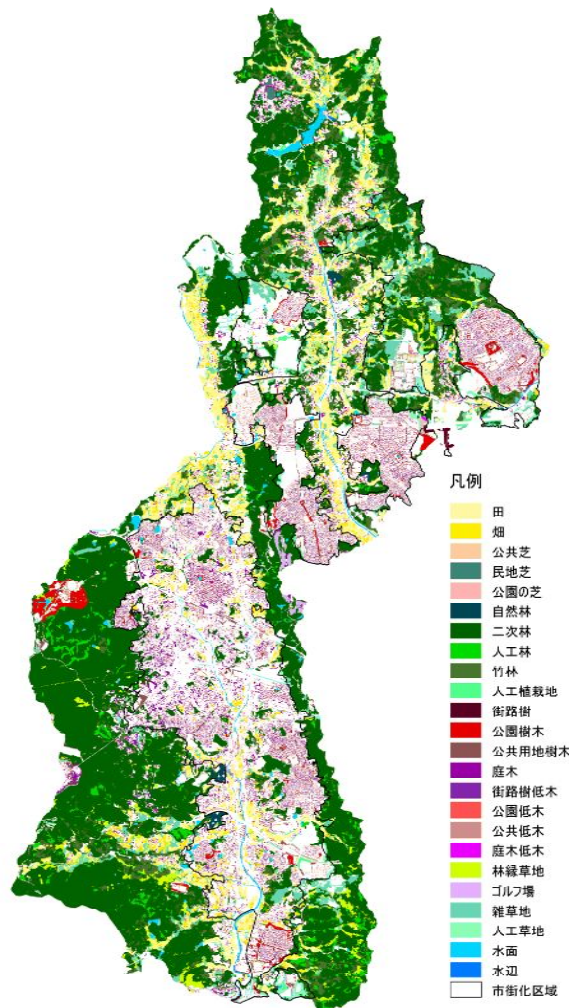 凡例
田
畑
公共芝
民地芝
公園の芝
自然林
二次林
人工林
竹林
人工植栽地
街路樹
公園樹木
公共用地樹木
庭木
街路樹低木
公園低木
公共低木
庭木低木
林縁草地
ゴルフ場
雑草地
人工草地
水面
水辺
市街化区域